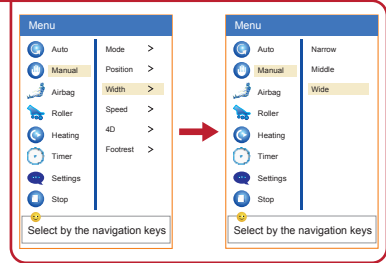 Menu
Auto
Manual
Airbag
Roller
Heating
Timer
Settings
Stop
Mode >
Position >
Width >
Speed >
4D >
Footrest >
Select by the navigation keys
Menu
Auto
Manual
Airbag
Roller
Heating
Timer
Settings
Stop
Narrow
Middle
Wide
Select by the navigation keys